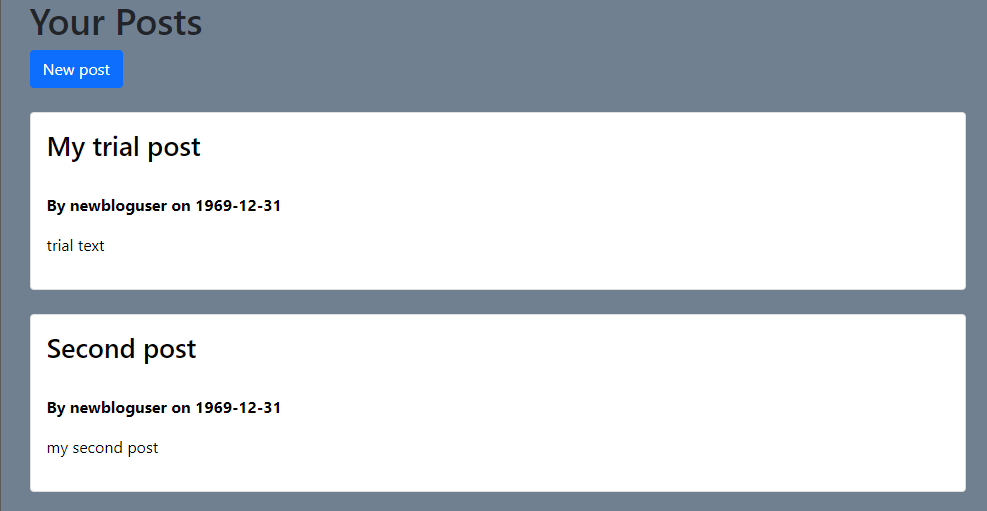 Your Posts
New post
My trial post
By newbloguser on 1969-12-31
trial text
Second post
By newbloguser on 1969-12-31
my second post